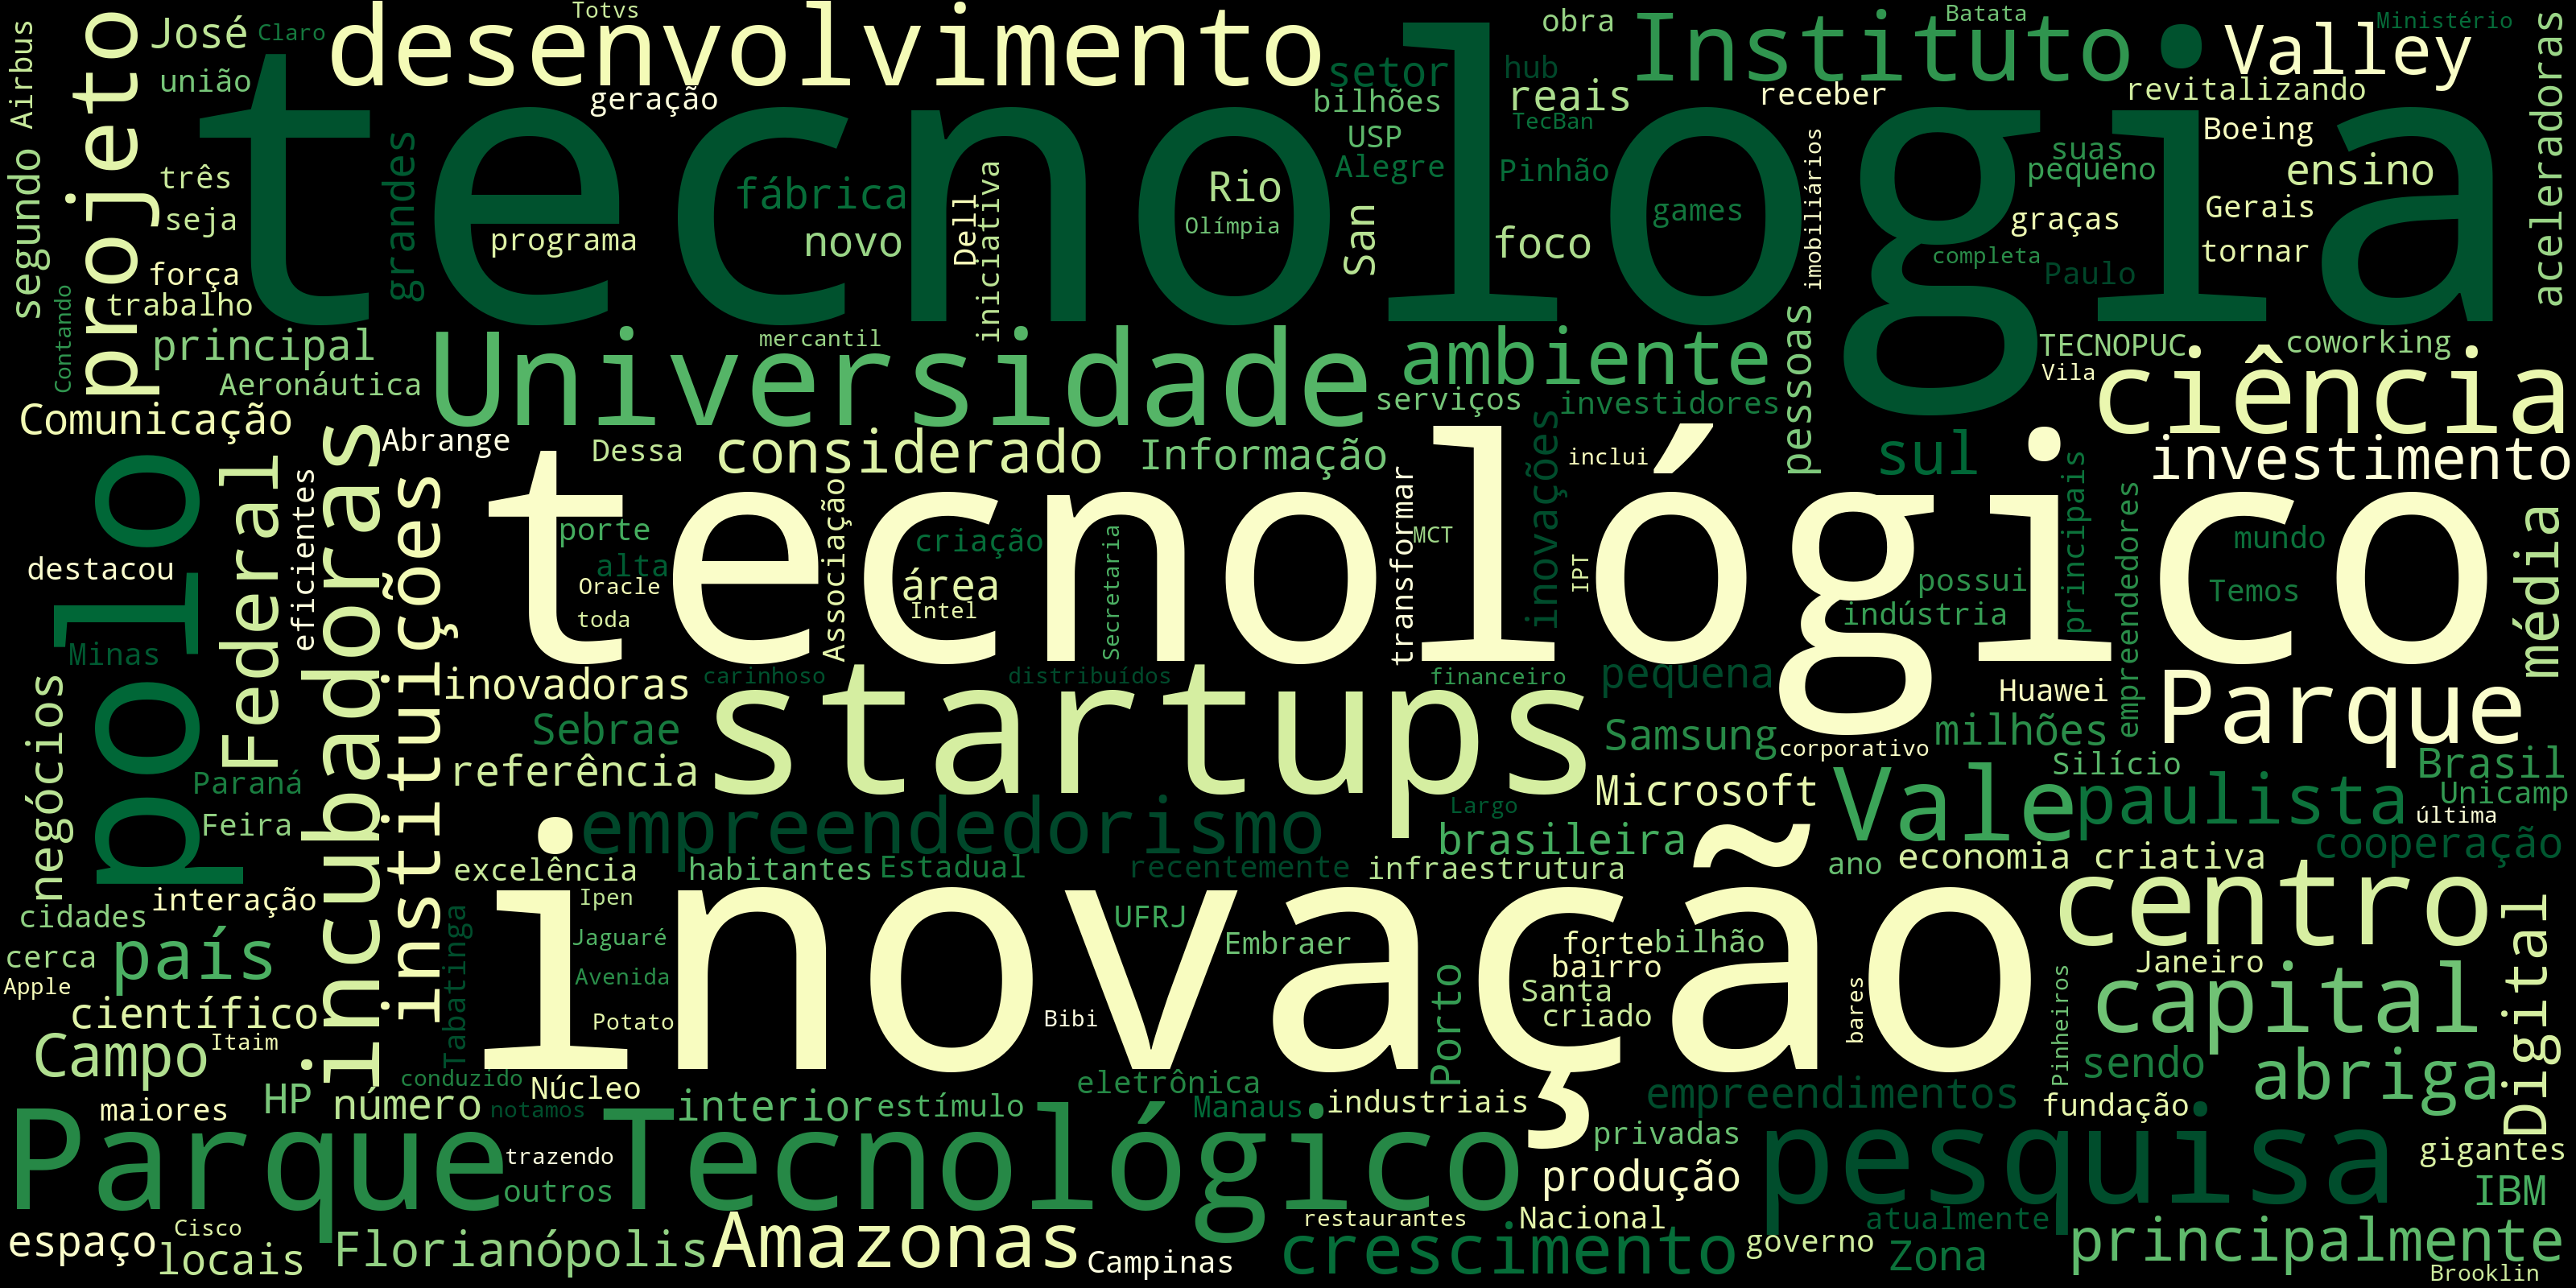 Totvs
Batata
Ministério
José
Claro
desenvolvimento
obra
Instituto
Valley
aceleradoras
Airbus
segundo
projeto
união
geração
setor
hub
bilhões
reais
receber
revitalizando
tecnologia
TecBan
USP
Boeing
três
grandes
fábrica
Rio
Alegre
Pinhão
suas
pequeno
ensino
seja
programa
novo
Dell
iniciativa
Olímpia
San
foco
games
imobiliários
graças
Gerais
tornar
força
trabalho
completa
Paulo
Contando
principal
mercantil
Universidade
ambiente
pessoas
TECNOPUC
coworking
Aeronáutica
Vila
ciência
Comunicação
serviços
investidores
Abrange
Dessa
considerado
Informação
inovações
inclui
sul
investimento
polo
Federal
eficientes
incubadoras
instituições
tecnológico
transformar
principais
empreendedores
média
destacou
porte
alta
Oracle
toda
Associação
criação
área
Intel
Secretaria
MCT
IPT
possui
indústria
mundo
Temos
Minas
negócios
inovadoras
carinhoso
distribuídos
financeiro
pequena
Huawei
Parque
Sebrae
startups
Samsung
corporativo
milhões
referência
Paraná
Feira
Microsoft
Vale
Silício
Brasil
paulista
Unicamp
última
empreendedorismo
Largo
brasileira
cooperação
excelência
habitantes
Estadual
recentemente
infraestrutura
ano
economia
criativa
interação
cidades
Ipen
inovação
UFRJ
centro
Digital
cerca
país
Tabatinga
Jaguaré
Embraer
forte
bilhão
bairro
Janeiro
Apple
Avenida
Porto
Santa
bares
Pinheiros
capital
científico
Potato
Bibi
criado
Campo
Itaim
sendo
abriga
conduzido
Núcleo
eletrônica
empreendimentos
HP
número
maiores
notamos
interior
estímulo
Manaus
industriais
fundação
Parque Tecnológico
privadas
pesquisa
gigantes
trazendo
outros
produção
IBM
espaço
Cisco
locais
Florianópolis
Amazonas
Campinas
restaurantes
Nacional
crescimento
governo
atualmente
Zona
principalmente
Brooklin